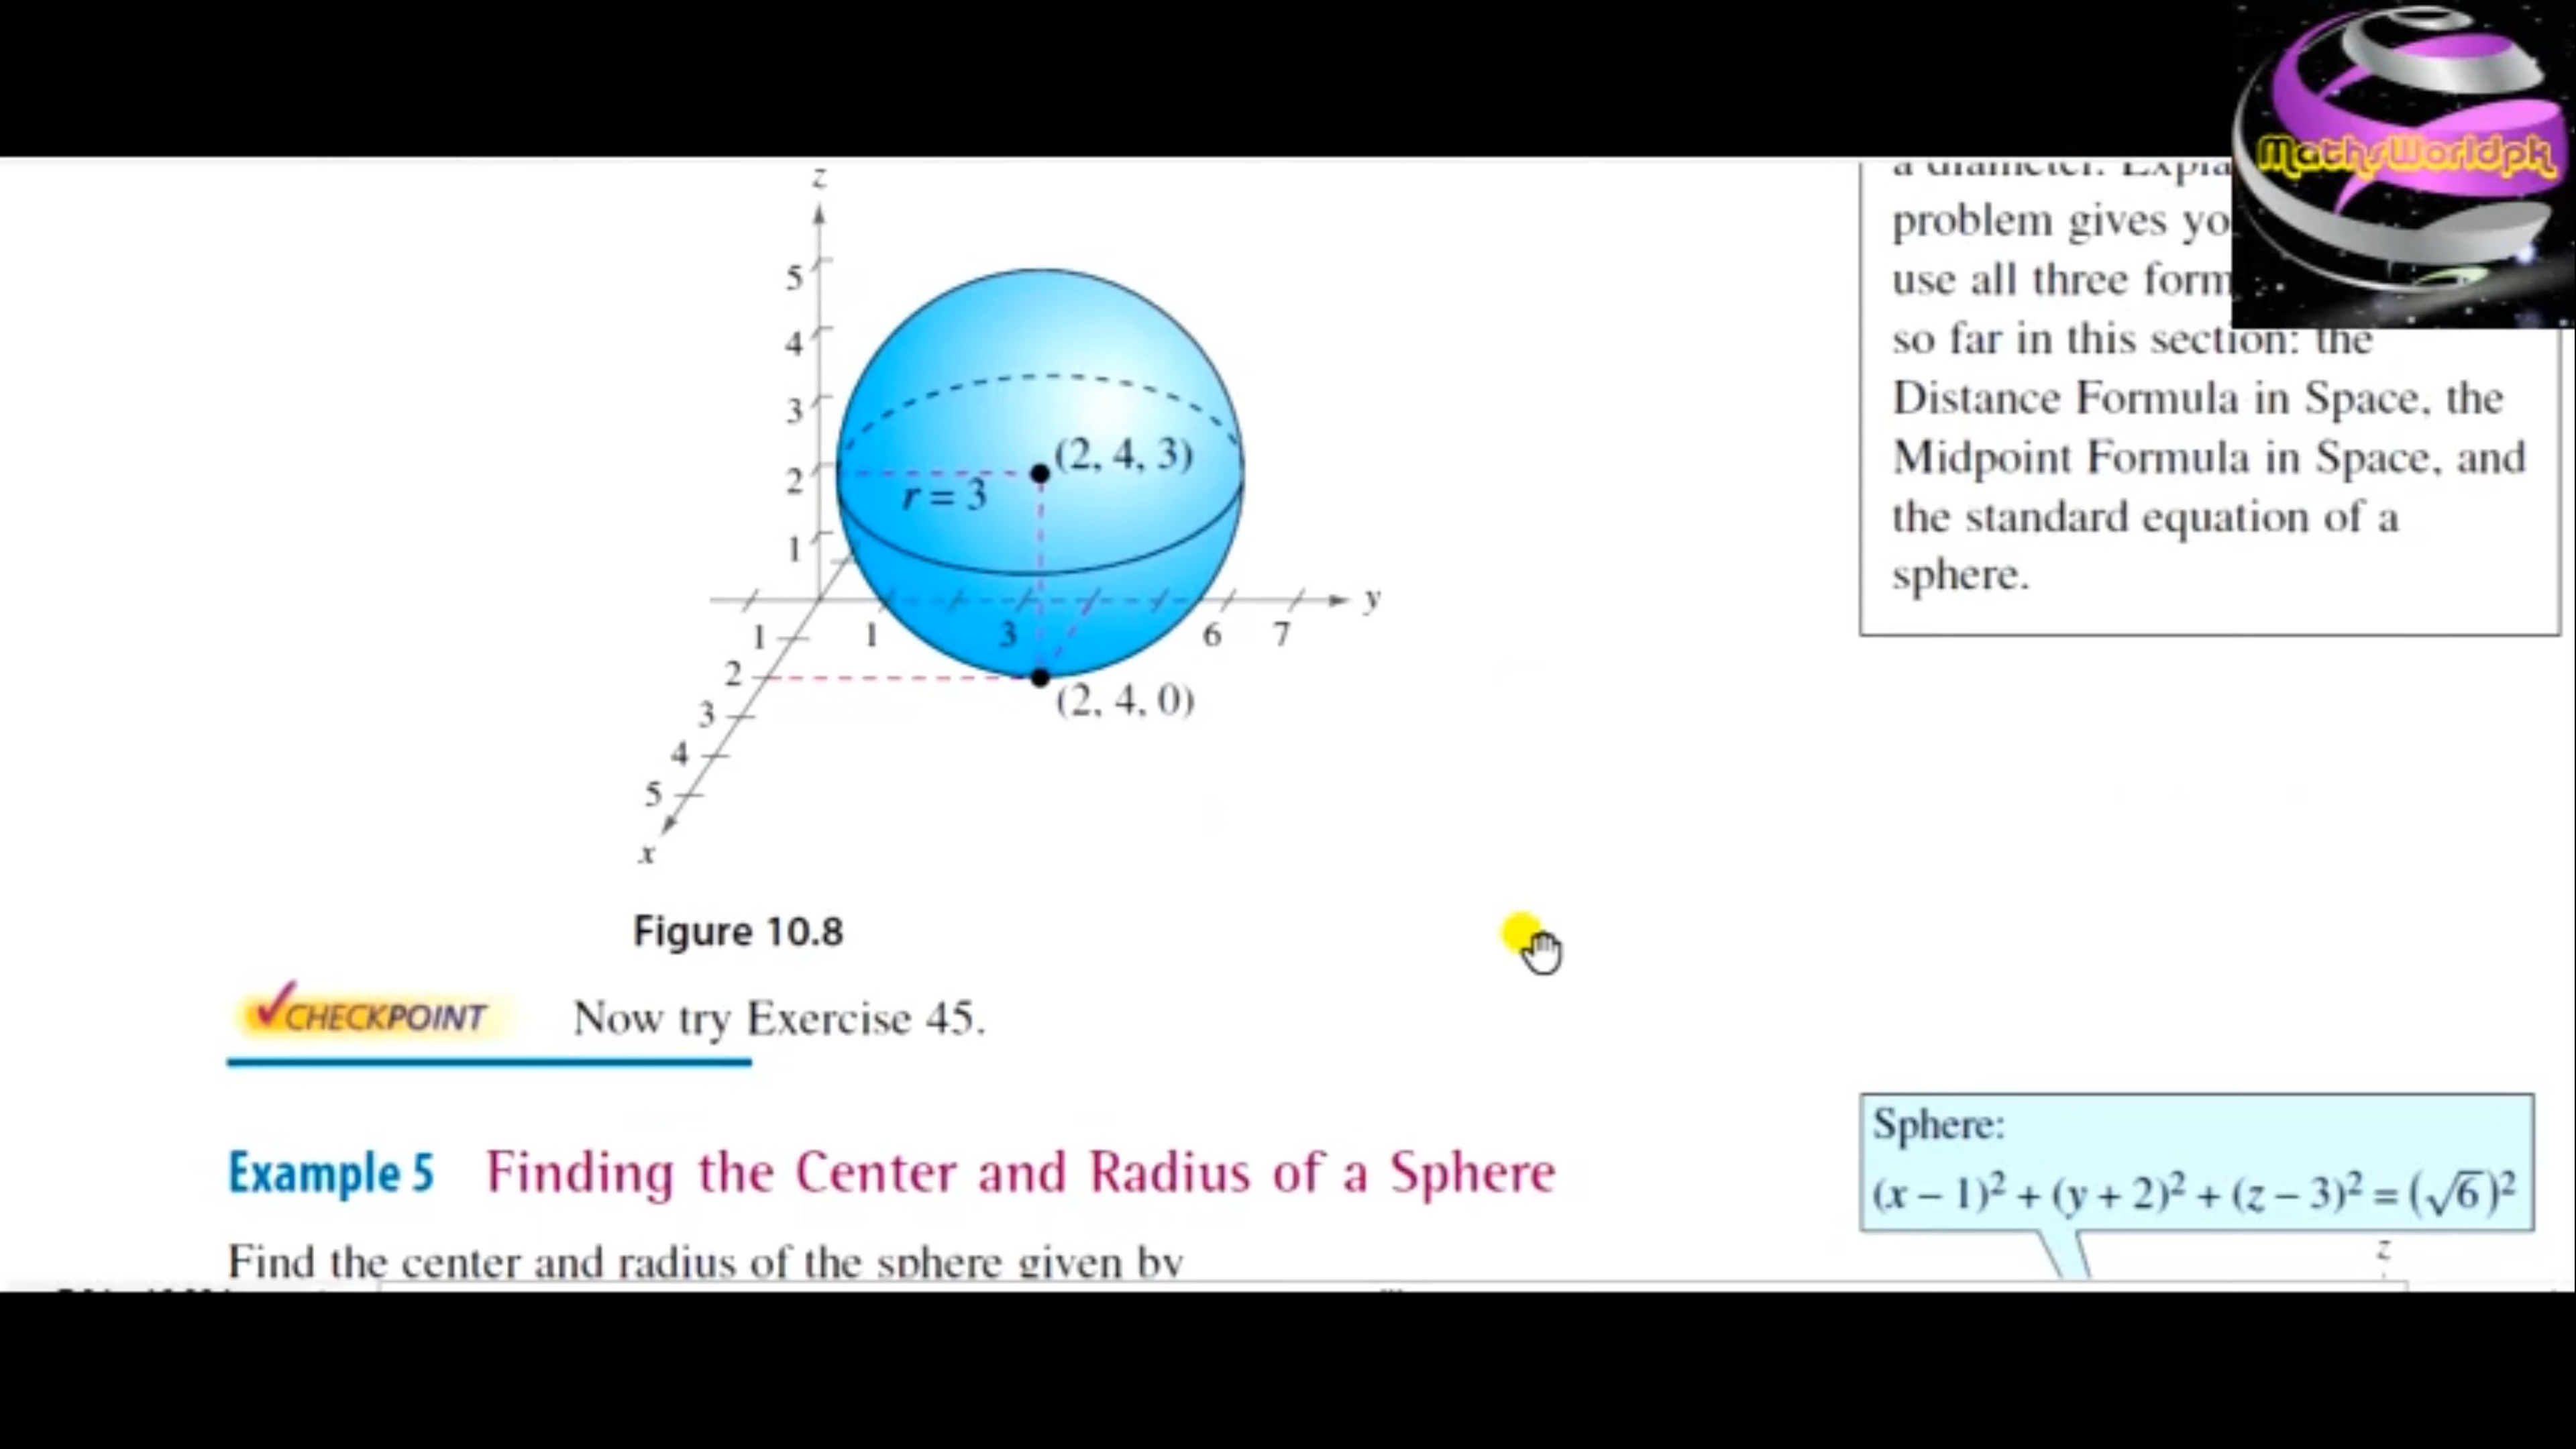 z
5
4
3
2
1
(2, 4, 3)
r = 3
y
1
3
6
7
1
2
3
4
5
x
(2, 4, 0)
Figure 10.8
CHECKPOINT Now try Exercise 45.
Example 5 Finding the Center and Radius of a Sphere
Find the center and radius of the sphere given by
MathsWorldpk
a diameter.
problem gives yo
use all three form
so far in this section: the
Distance Formula in Space, the
Midpoint Formula in Space, and
the standard equation of a
sphere.
Sphere:
(x − 1)² + (y + 2)² + (z − 3)² = (√6)²
z